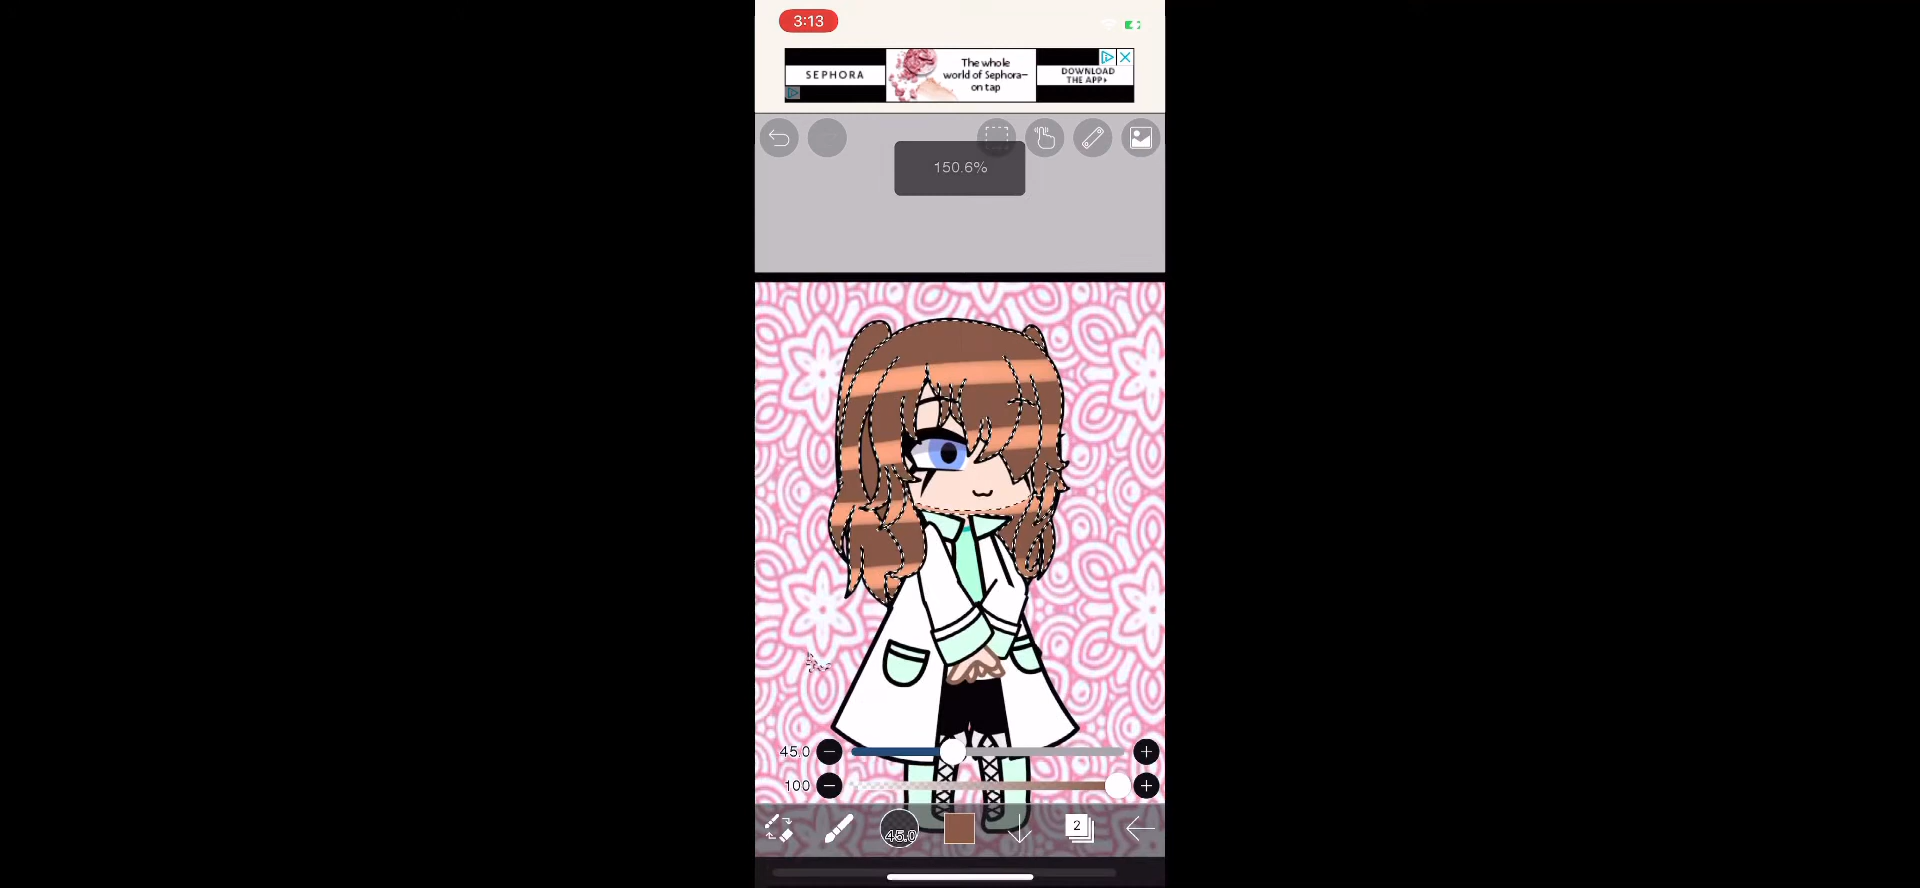 3:13
SEPHORA
The whole
world of Sephora—
on tap
DOWNLOAD
THE APP
150.6%
45.0
100
45.0
2